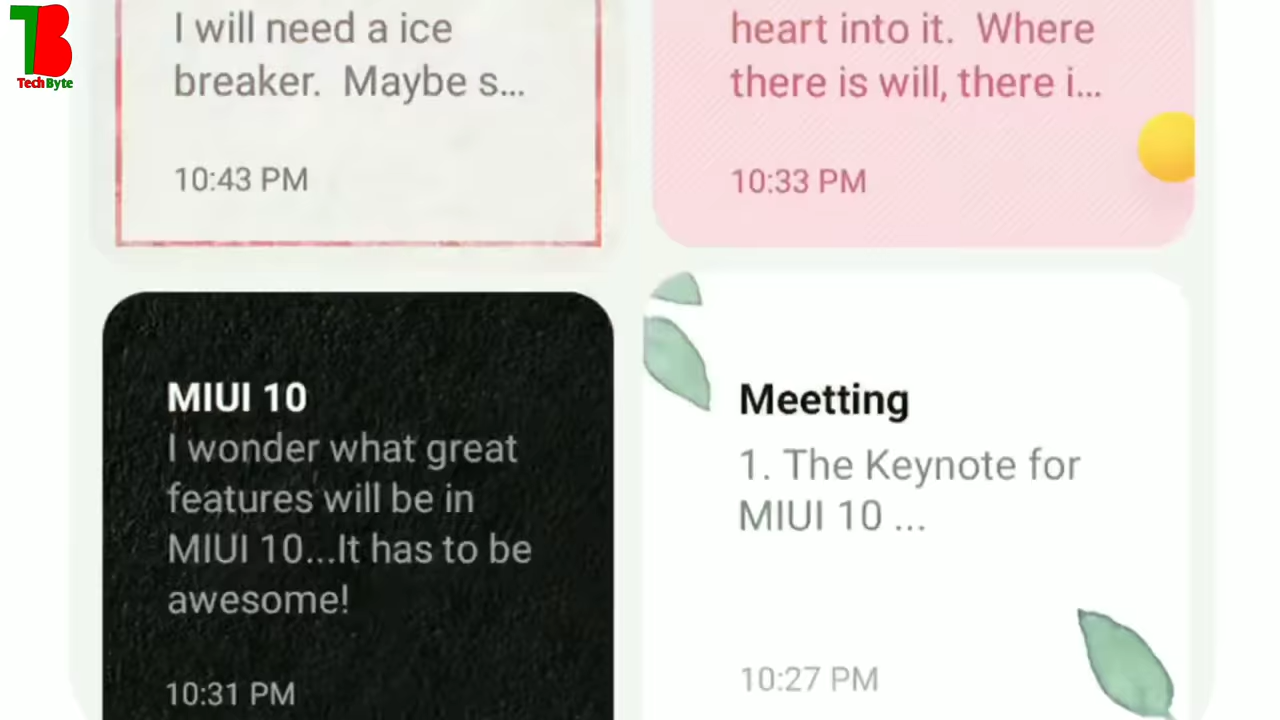 TB
TechByte
I will need a ice
breaker. Maybe s...
10:43 PM
heart into it. Where
there is will, there i...
10:33 PM
MIUI 10
I wonder what great
features will be in
MIUI 10...It has to be
awesome!
10:31 PM
Meetting
1. The Keynote for
MIUI 10 ...
10:27 PM